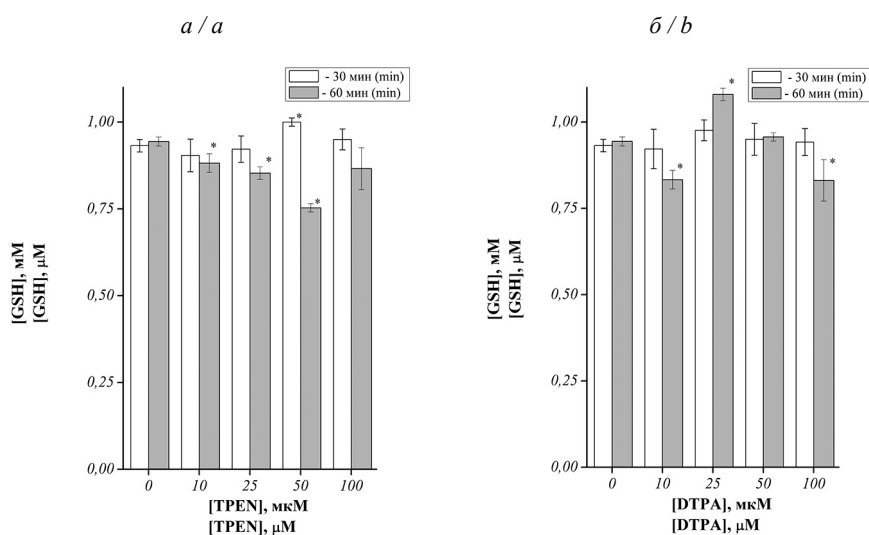 а / a
- 30 мин (min)
- 60 мин (min)
1,00
0,75
0,50
0,25
0,00
[GSH], мМ
[GSH], μM
*
*
*
*
0 10 25 50 100
[TPEN], мкМ
[TPEN], μM
б / b
- 30 мин (min)
- 60 мин (min)
1,00
0,75
0,50
0,25
0,00
[GSH], мМ
[GSH], μM
*
*
*
0 10 25 50 100
[DTPA], мкМ
[DTPA], μM